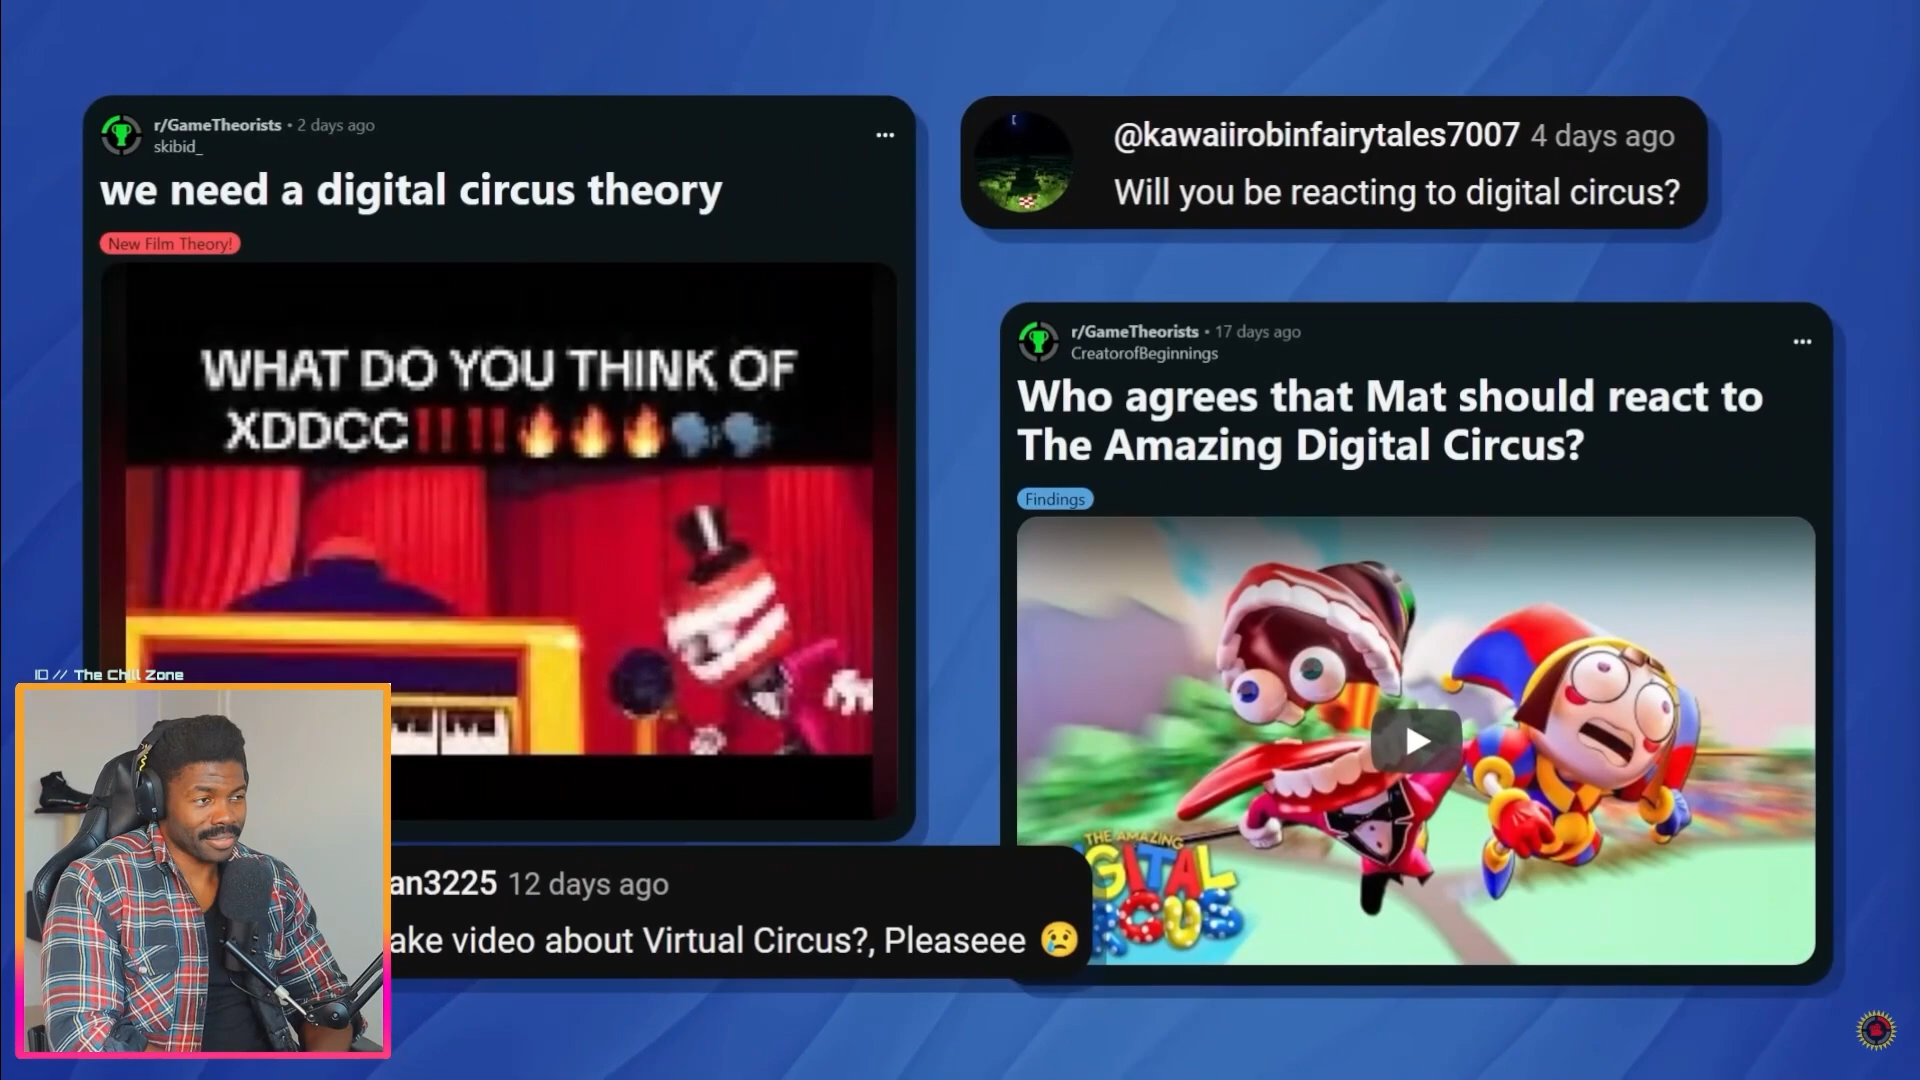 r/GameTheorists • 2 days ago
skibid_
we need a digital circus theory
New Film Theory!
WHAT DO YOU THINK OF
XDDCC‼️‼️🔥🔥🔥🗣️🗣️
@kawaiirobinfairytales7007 4 days ago
Will you be reacting to digital circus?
r/GameTheorists • 17 days ago
CreatorofBeginnings
Who agrees that Mat should react to
The Amazing Digital Circus?
Findings
THE AMAZING
GITAL
RCUS
ID // The Chill Zone
an3225 12 days ago
ake video about Virtual Circus?, Pleaseee 😢